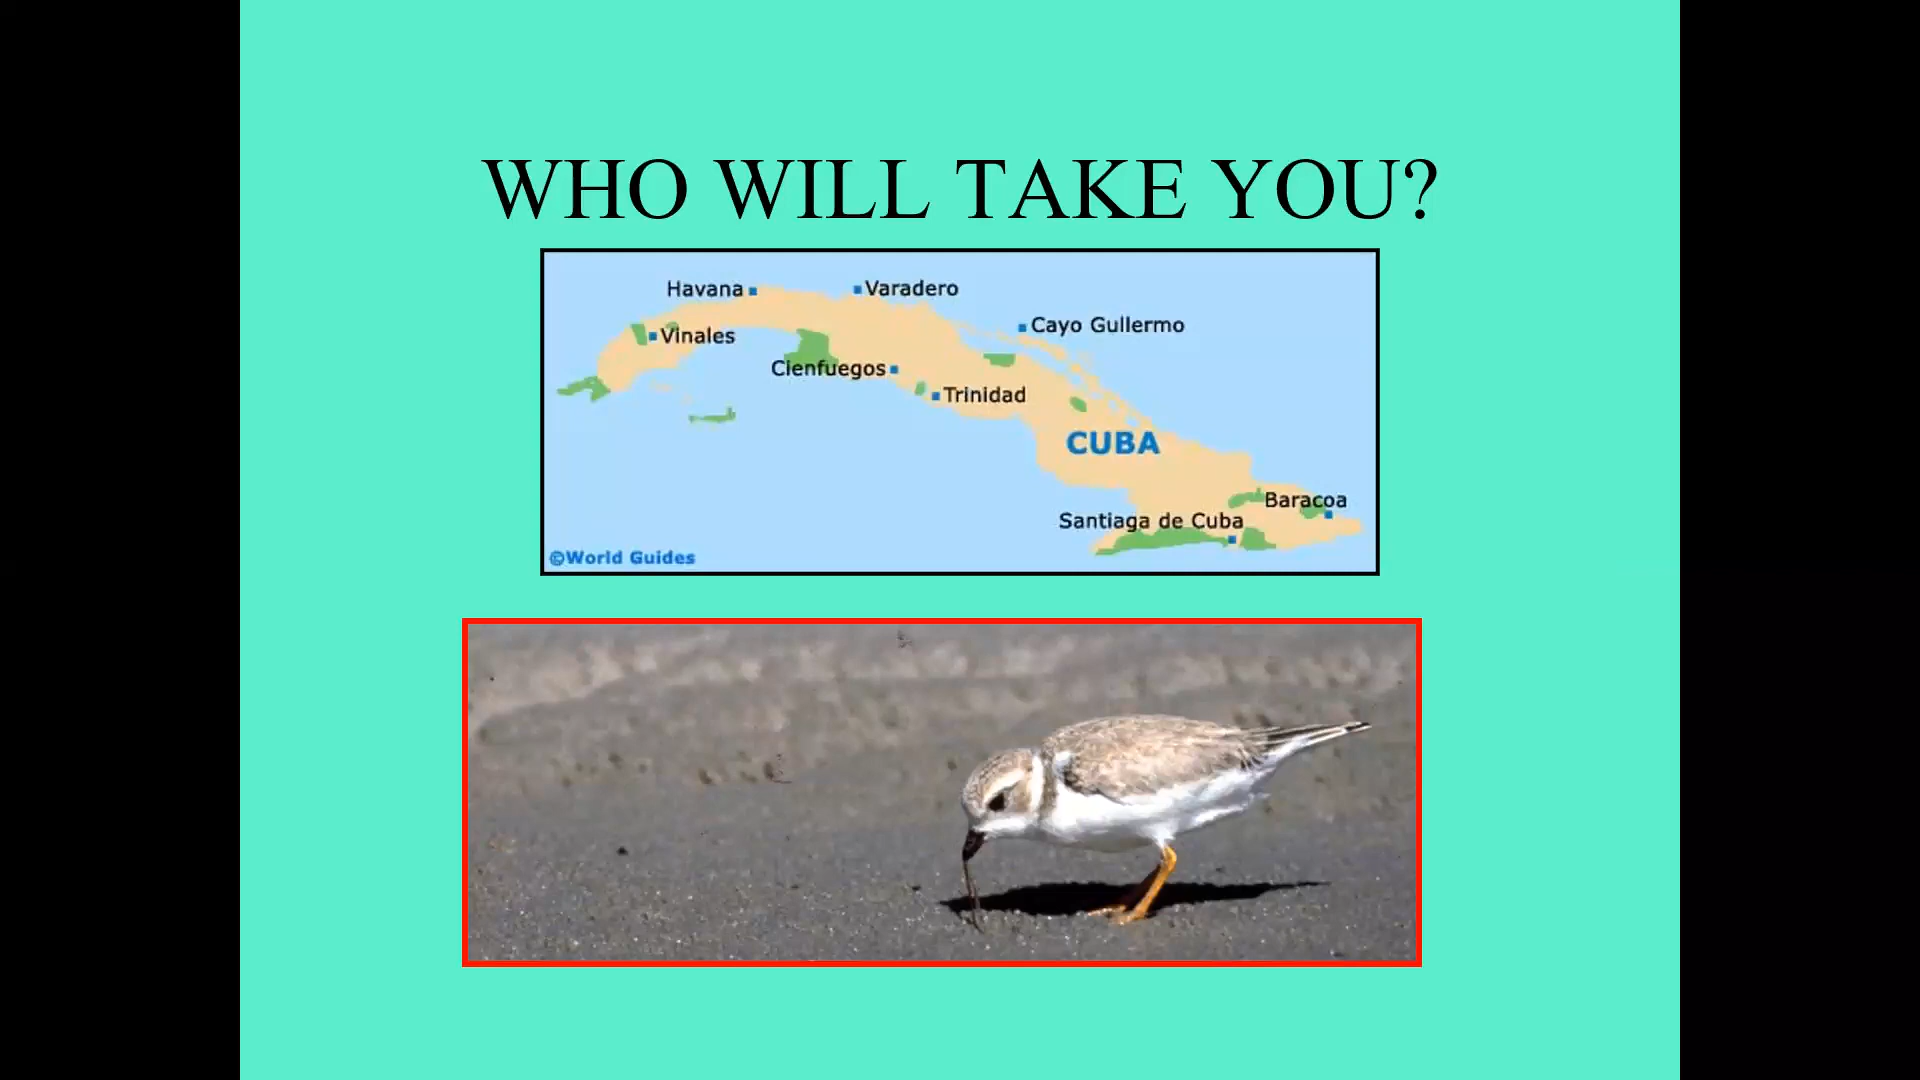 WHO WILL TAKE YOU?
Havana
Varadero
Cayo Gullermo
Vinales
Cienfuegos
Trinidad
CUBA
Baracoa
Santiaga de Cuba
©World Guides